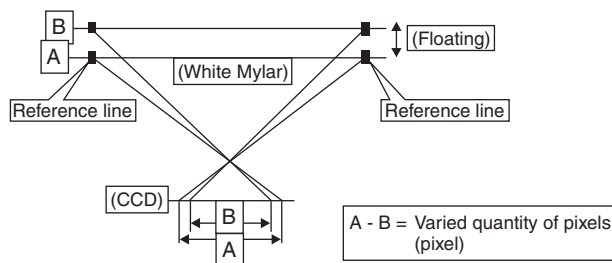 B
(Floating)
A
(White Mylar)
Reference line
Reference line
(CCD)
B
A
A - B = Varied quantity of pixels
(pixel)